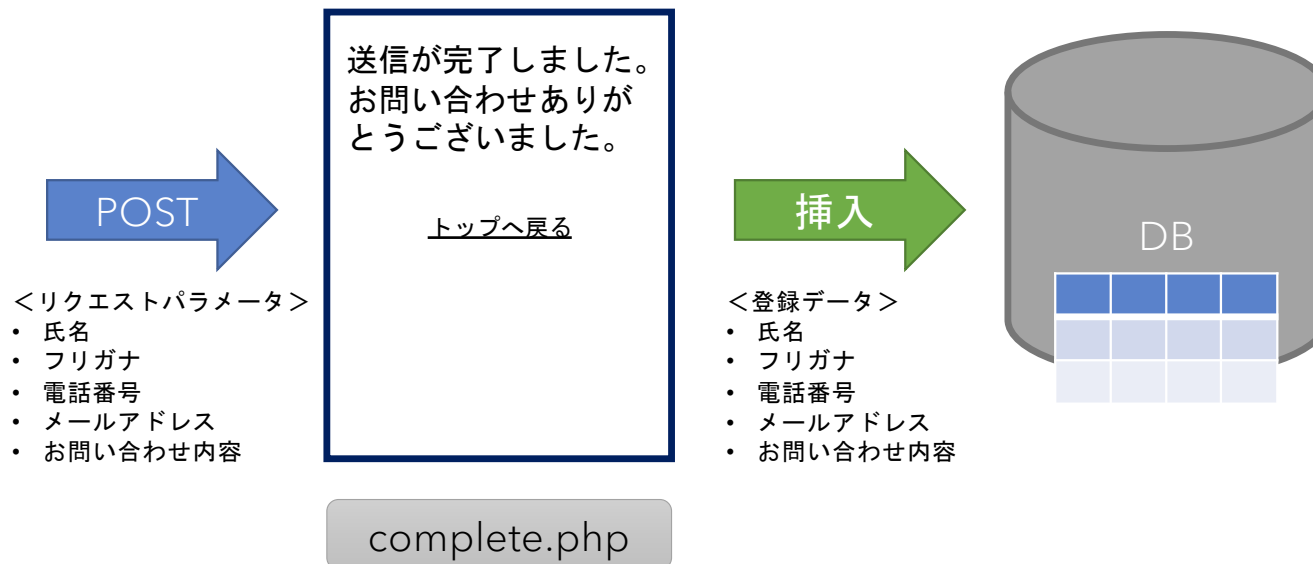 送信が完了しました。
お問い合わせありが
とうございました。
トップへ戻る
POST
＜リクエストパラメータ＞
• 氏名
• フリガナ
• 電話番号
• メールアドレス
• お問い合わせ内容
complete.php
挿入
＜登録データ＞
• 氏名
• フリガナ
• 電話番号
• メールアドレス
• お問い合わせ内容
DB